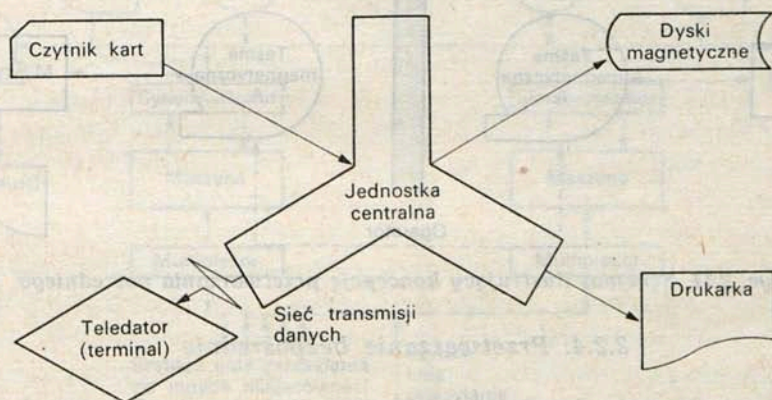 Czytnik kart
Dyski
magnetyczne
Jednostka
centralna
Teledator
(terminal)
Sieć transmisji
danych
Drukarka